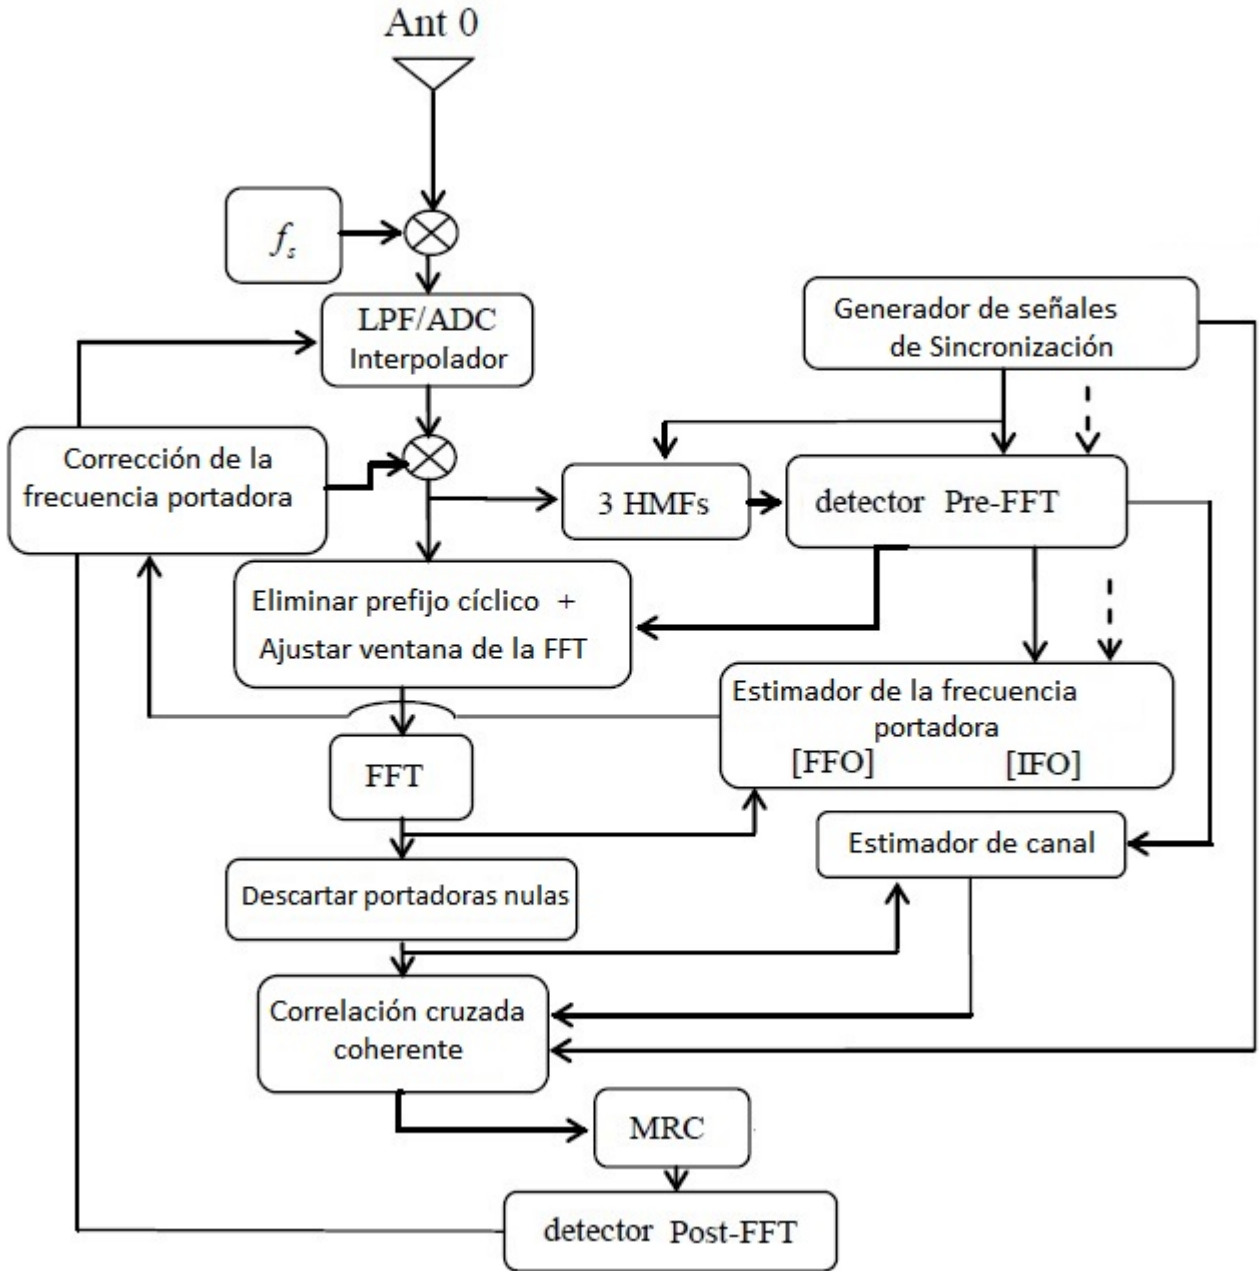 Ant 0
f_s
LPF/ADC
Interpolador
Generador de señales
de Sincronización
Corrección de la
frecuencia portadora
3 HMFs
detector Pre-FFT
Eliminar prefijo cíclico +
Ajustar ventana de la FFT
Estimador de la frecuencia
portadora
[FFO] [IFO]
FFT
Estimador de canal
Descartar portadoras nulas
Correlación cruzada
coherente
MRC
detector Post-FFT